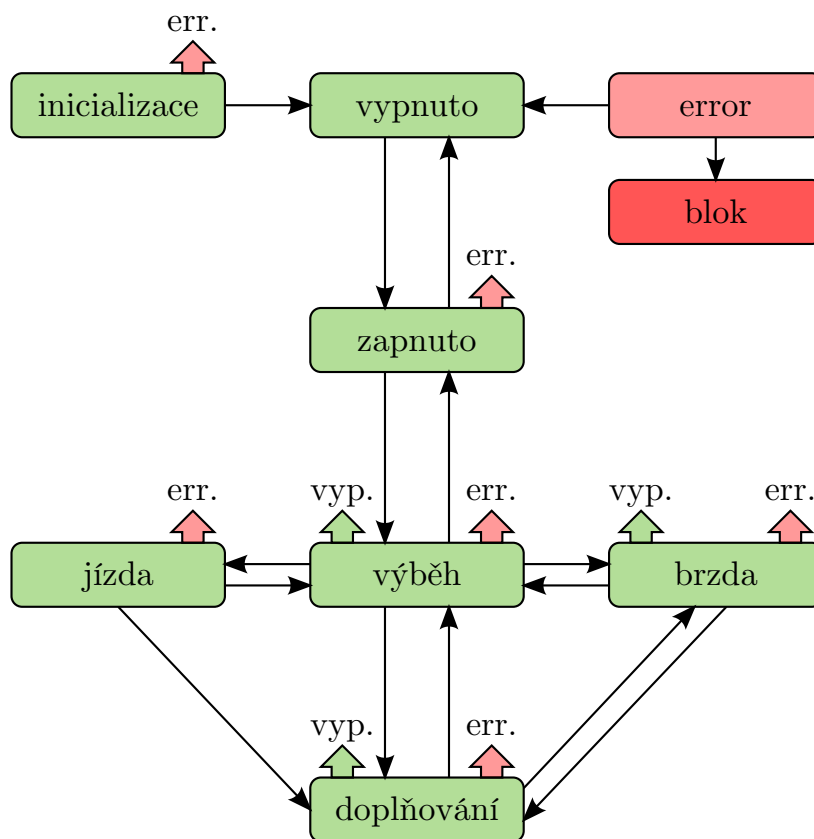 err.
inicializace
vypnuto
error
blok
err.
zapnuto
err.
vyp.
err.
vyp.
err.
jízda
výběh
brzda
vyp.
err.
doplňování